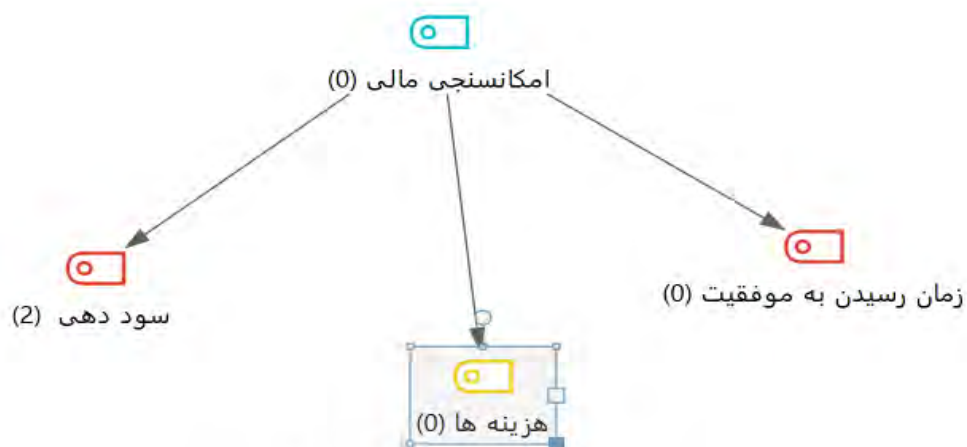 امکانسنجی مالی (0)
زمان رسیدن به موفقیت (0)
سود دهی (2)
هزینه ها (0)